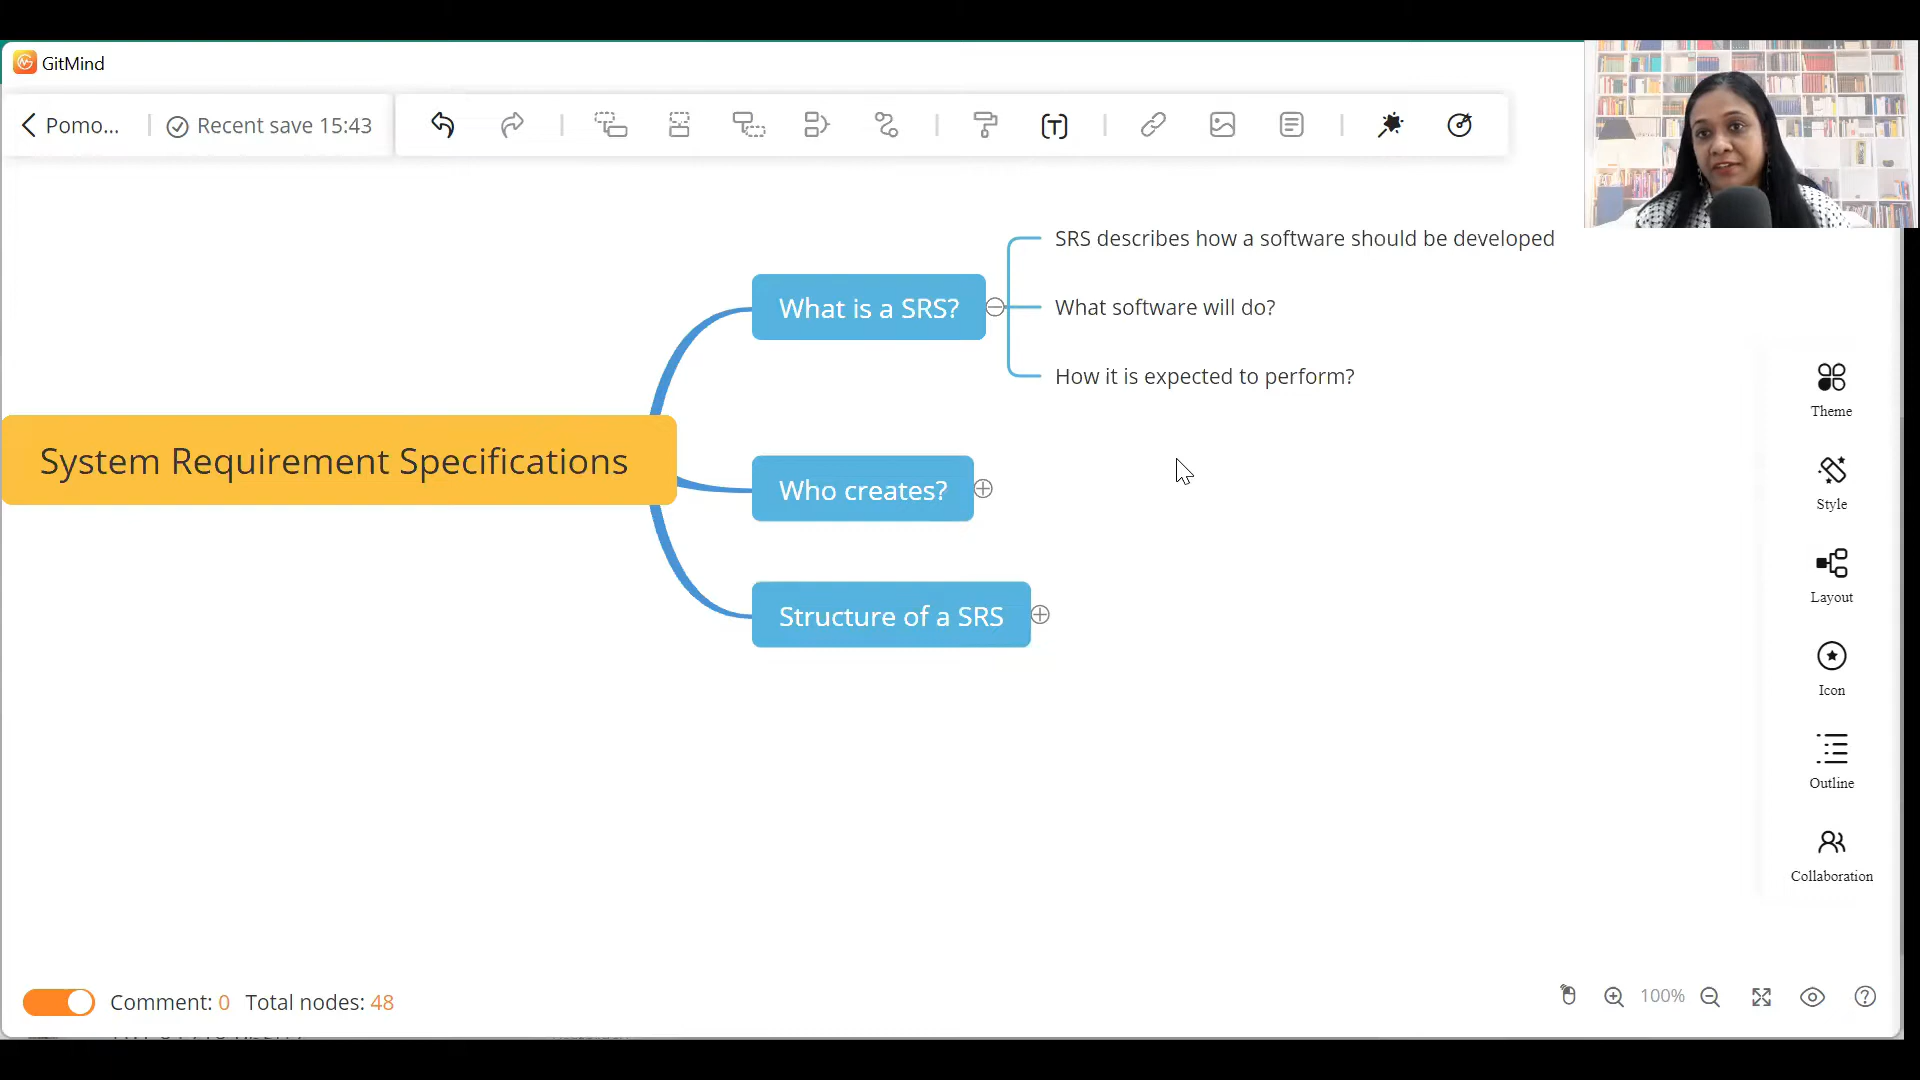 GitMind
Pomo...
Recent save 15:43
SRS describes how a software should be developed
What is a SRS?
What software will do?
How it is expected to perform?
System Requirement Specifications
Who creates?
Structure of a SRS
Theme
Style
Layout
Icon
Outline
Collaboration
Comment: 0 Total nodes: 48
100%